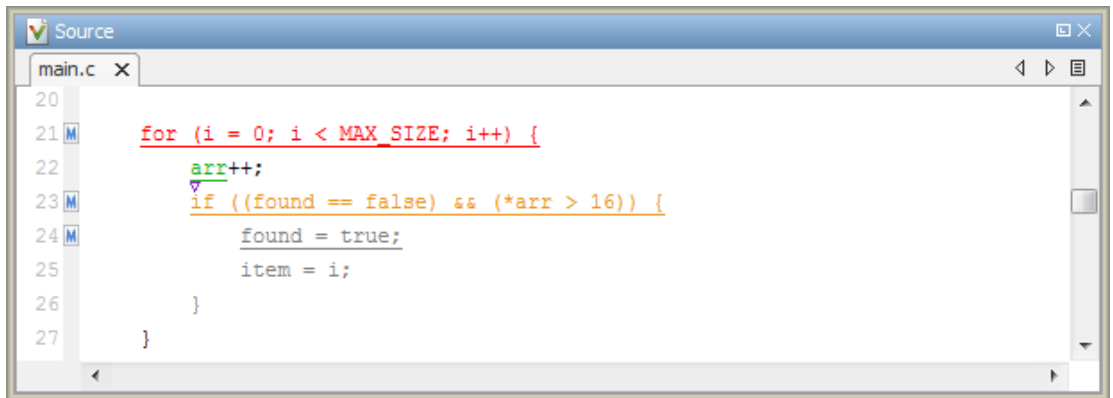 Source
main.c
20
21 M for (i = 0; i < MAX_SIZE; i++) {
22 arr++;
23 M if ((found == false) && (*arr > 16)) {
24 M found = true;
25 item = i;
26 }
27 }